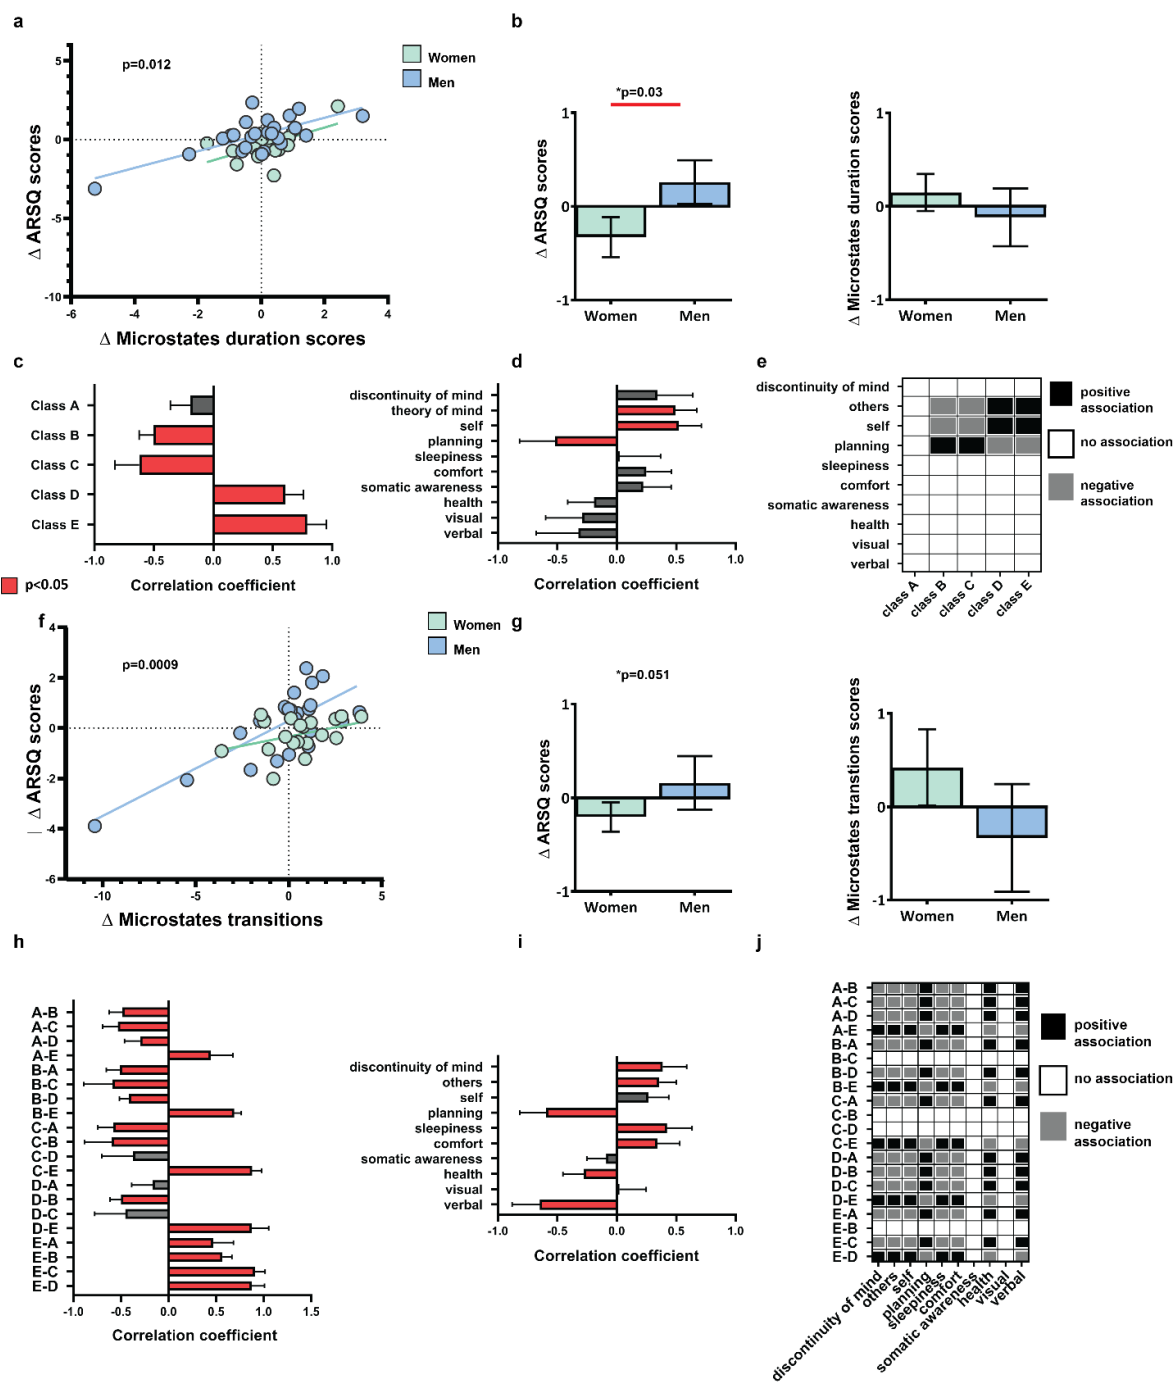 a
p=0.012
Women
Men
Δ ARSQ scores
5
0
-5
-10
-6
-4
-2
0
2
4
Δ Microstates duration scores
b
*p=0.03
Δ ARSQ scores
1
0
-1
Women
Men
Δ Microstates duration scores
1
0
-1
Women
Men
c
Class A
Class B
Class C
Class D
Class E
-1.0
-0.5
0.0
0.5
1.0
Correlation coefficient
p<0.05
d
discontinuity of mind
theory of mind
self
planning
sleepiness
comfort
somatic awareness
health
visual
verbal
-1.0
-0.5
0.0
0.5
1.0
Correlation coefficient
e
discontinuity of mind
others
self
planning
sleepiness
comfort
somatic awareness
health
visual
verbal
class A
class B
class C
class D
class E
positive
association
no association
negative
association
f
p=0.0009
Women
Men
| Δ ARSQ scores
4
2
0
-2
-4
-6
-10
-5
0
5
Δ Microstates transitions
g
*p=0.051
Δ ARSQ scores
1
0
-1
Women
Men
Δ Microstates transtions scores
1
0
-1
Women
Men
h
A-B
A-C
A-D
A-E
B-A
B-C
B-D
B-E
C-A
C-B
C-D
C-E
D-A
D-B
D-C
D-E
E-A
E-B
E-C
E-D
-1.0
-0.5
0.0
0.5
1.0
1.5
Correlation coefficient
i
discontinuity of mind
others
self
planning
sleepiness
comfort
somatic awareness
health
visual
verbal
-1.0
-0.5
0.0
0.5
1.0
Correlation coefficient
j
A-B
A-C
A-D
A-E
B-A
B-C
B-D
B-E
C-A
C-B
C-D
C-E
D-A
D-B
D-C
D-E
E-A
E-B
E-C
E-D
discontinuity of mind
others
self
planning
sleepiness
comfort
somatic awareness
health
visual
verbal
positive
association
no association
negative
association